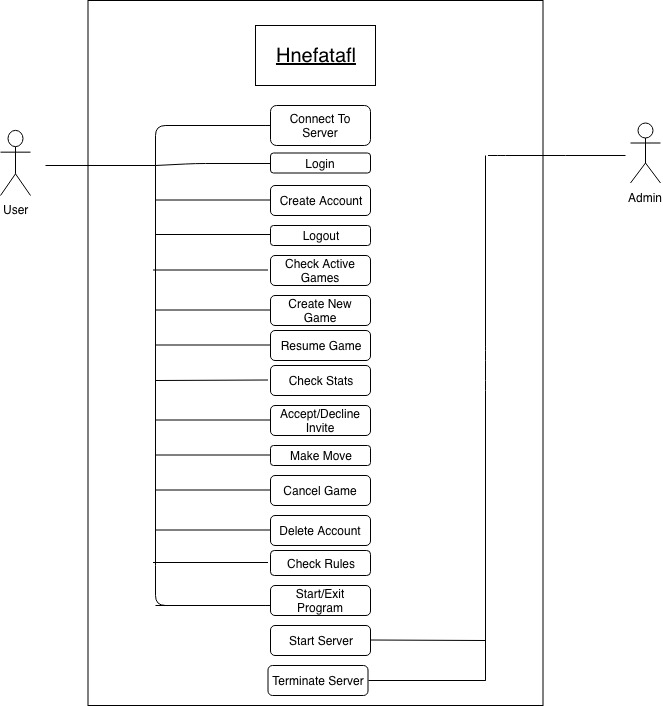 Hnefatafl
Connect To
Server
Login
Create Account
Logout
Check Active
Games
Create New
Game
Resume Game
Check Stats
Accept/Decline
Invite
Make Move
Cancel Game
Delete Account
Check Rules
Start/Exit
Program
Start Server
Terminate Server
User
Admin